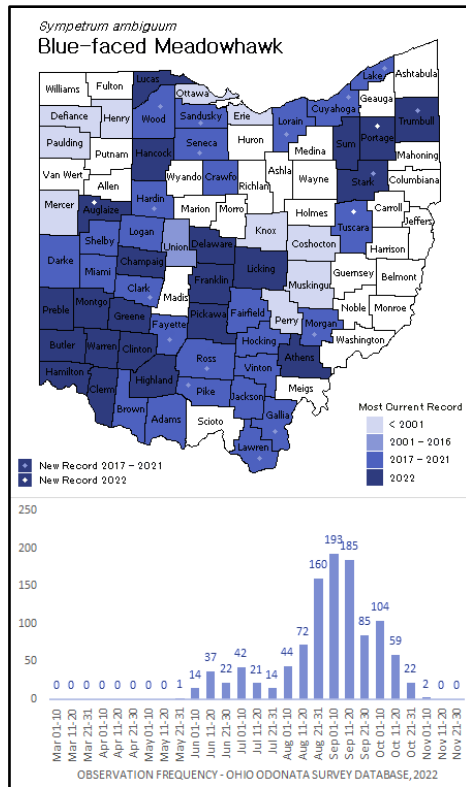 Sympetrum ambiguum
Blue-faced Meadowhawk
Williams Fulton Lucas Ottawa Lake Ashtabula
Defiance Henry Wood Sandusky Erie Lorain Cuyahoga Geauga Trumbull
Paulding Putnam Hancock Seneca Huron Medina Sum Portage Mahoning
Van Wert Allen Wyando Crawfo Richlan Ashla Wayne Stark Columbiana
Mercer Auglaize Hardin Marion Morro Holmes Tuscara Carroll Jeffers
Shelby Logan Union Delaware Knox Coshocton Harrison
Darke Miami Champaig Franklin Licking Muskingu Guernsey Belmont
Preble Montgo Clark Madis Pickawa Fairfield Perry Morgan Noble Monroe
Butler Warren Greene Clinton Fayette Ross Hocking Athens Washington
Hamilton Clerm Highland Pike Vinton Meigs
Brown Adams Scioto Jackson Gallia
Lawren
New Record 2017 - 2021
New Record 2022
Most Current Record
< 2001
2001 - 2016
2017 - 2021
2022
250
200
150
100
50
0
0 0 0 0 0 0 0 0 1 14 37 22 42 21 14 44 72 160 193 185 85 104 59 22 2 0 0
Mar 01-10
Mar 11-20
Mar 21-31
Apr 01-10
Apr 11-20
Apr 21-30
May 01-10
May 11-20
May 21-31
Jun 01-10
Jun 11-20
Jun 21-30
Jul 01-10
Jul 11-20
Jul 21-31
Aug 01-10
Aug 11-20
Aug 21-31
Sep 01-10
Sep 11-20
Sep 21-30
Oct 01-10
Oct 11-20
Oct 21-31
Nov 01-10
Nov 11-20
Nov 21-30
OBSERVATION FREQUENCY - OHIO ODONATA SURVEY DATABASE, 2022